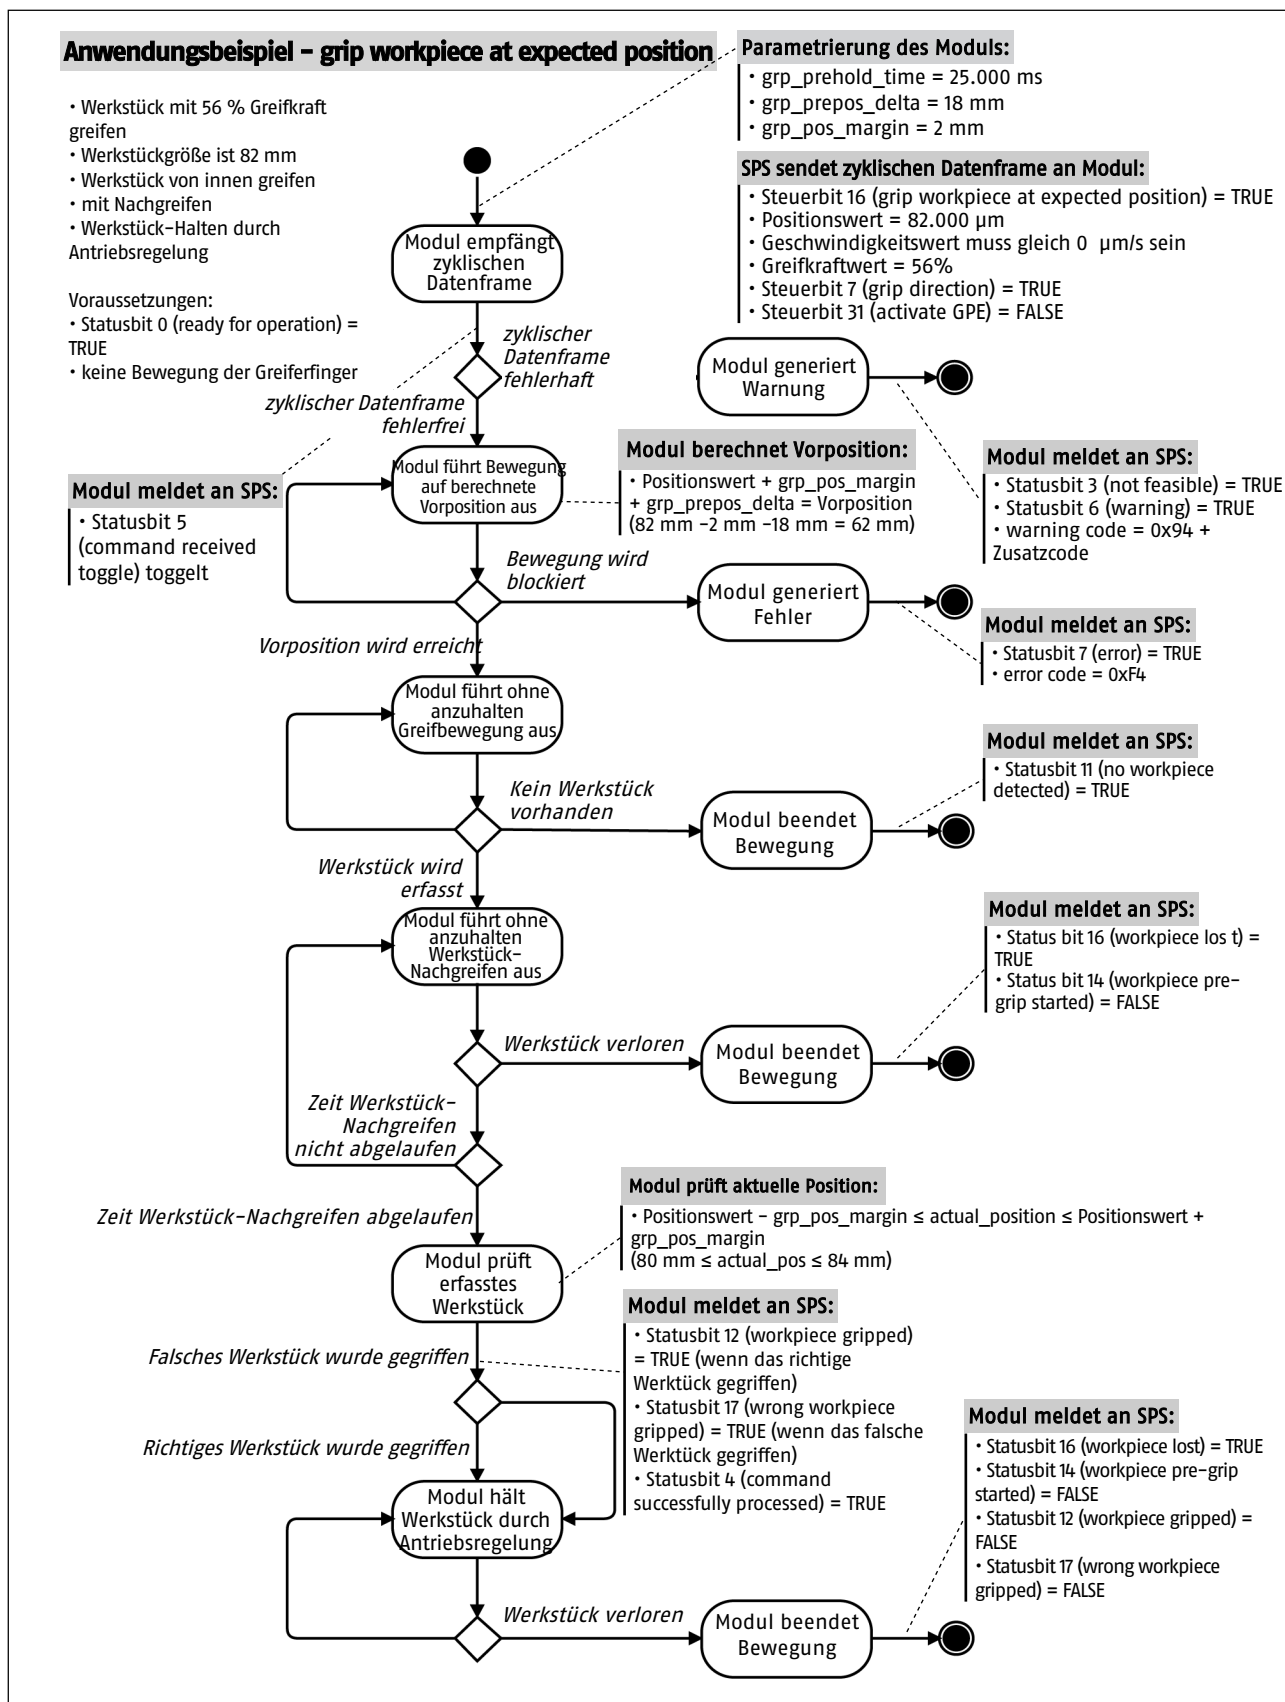 Anwendungsbeispiel – grip workpiece at expected position
• Werkstück mit 56 % Greifkraft
greifen
• Werkstückgröße ist 82 mm
• Werkstück von innen greifen
• mit Nachgreifen
• Werkstück-Halten durch
Antriebsregelung
Voraussetzungen:
• Statusbit 0 (ready for operation) =
TRUE
• keine Bewegung der Greiferfinger
Parametrierung des Moduls:
• grp_prehold_time = 25.000 ms
• grp_prepos_delta = 18 mm
• grp_pos_margin = 2 mm
SPS sendet zyklischen Datenframe an Modul:
• Steuerbit 16 (grip workpiece at expected position) = TRUE
• Positionswert = 82.000 µm
• Geschwindigkeitswert muss gleich 0 µm/s sein
• Greifkraftwert = 56%
• Steuerbit 7 (grip direction) = TRUE
• Steuerbit 31 (activate GPE) = FALSE
Modul empfängt
zyklischen
Datenframe
zyklischer
Datenframe
fehlerhaft
Modul generiert
Warnung
zyklischer Datenframe
fehlerfrei
Modul meldet an SPS:
• Statusbit 5
(command received
toggle) toggelt
Modul führt Bewegung
auf berechnete
Vorposition aus
Modul berechnet Vorposition:
• Positionswert + grp_pos_margin
+ grp_prepos_delta = Vorposition
(82 mm -2 mm -18 mm = 62 mm)
Modul meldet an SPS:
• Statusbit 3 (not feasible) = TRUE
• Statusbit 6 (warning) = TRUE
• warning code = 0x94 +
Zusatzcode
Bewegung wird
blockiert
Modul generiert
Fehler
Modul meldet an SPS:
• Statusbit 7 (error) = TRUE
• error code = 0xF4
Vorposition wird erreicht
Modul führt ohne
anzuhalten
Greifbewegung aus
Kein Werkstück
vorhanden
Modul beendet
Bewegung
Modul meldet an SPS:
• Statusbit 11 (no workpiece
detected) = TRUE
Werkstück wird
erfasst
Modul führt ohne
anzuhalten
Werkstück-
Nachgreifen aus
Modul meldet an SPS:
• Status bit 16 (workpiece los t) =
TRUE
• Status bit 14 (workpiece pre-
grip started) = FALSE
Werkstück verloren
Modul beendet
Bewegung
Zeit Werkstück-
Nachgreifen
nicht abgelaufen
Zeit Werkstück-Nachgreifen abgelaufen
Modul prüft aktuelle Position:
• Positionswert - grp_pos_margin ≤ actual_position ≤ Positionswert +
grp_pos_margin
(80 mm ≤ actual_pos ≤ 84 mm)
Modul prüft
erfasstes
Werkstück
Falsches Werkstück wurde gegriffen
Modul meldet an SPS:
• Statusbit 12 (workpiece gripped)
= TRUE (wenn das richtige
Werktück gegriffen)
• Statusbit 17 (wrong workpiece
gripped) = TRUE (wenn das falsche
Werktück gegriffen)
• Statusbit 4 (command
successfully processed) = TRUE
Richtiges Werkstück wurde gegriffen
Modul hält
Werkstück durch
Antriebsregelung
Modul meldet an SPS:
• Statusbit 16 (workpiece lost) = TRUE
• Statusbit 14 (workpiece pre-grip
started) = FALSE
• Statusbit 12 (workpiece gripped) =
FALSE
• Statusbit 17 (wrong workpiece
gripped) = FALSE
Werkstück verloren
Modul beendet
Bewegung